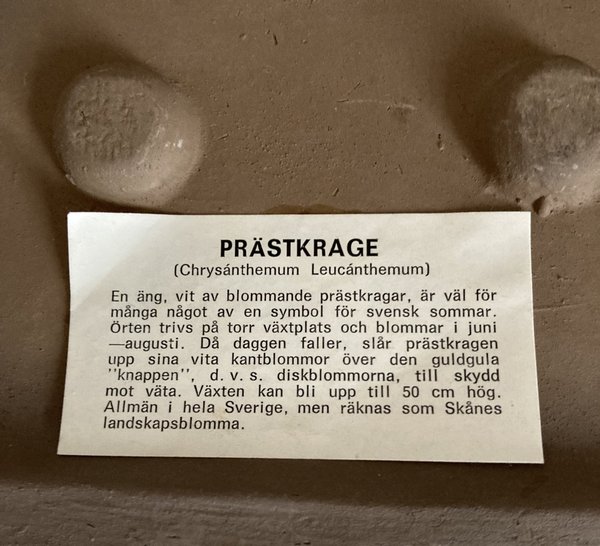 PRÄSTKRAGE
(Chrysánthemum Leucánthemum)
En äng, vit av blommande prästkragar, är väl för
många något av en symbol för svensk sommar.
Örten trivs på torr växtplats och blommar i juni
—augusti. Då daggen faller, slår prästkragen
upp sina vita kantblommor över den guldgula
''knappen'', d. v. s. diskblommorna, till skydd
mot väta. Växten kan bli upp till 50 cm hög.
Allmän i hela Sverige, men räknas som Skånes
landskapsblomma.